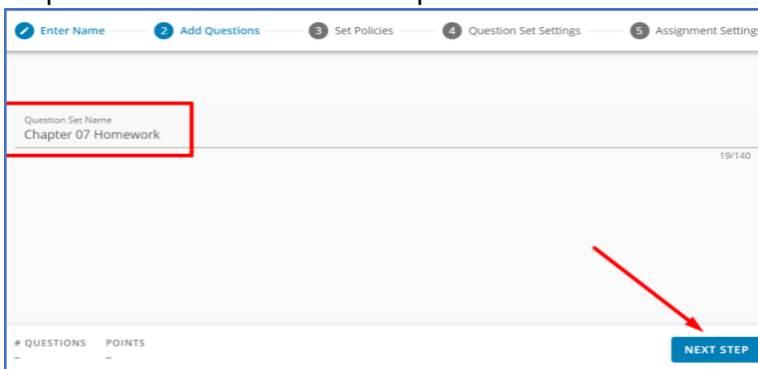 Enter Name 2 Add Questions 3 Set Policies 4 Question Set Settings 5 Assignment Settings
Question Set Name
Chapter 07 Homework
19/140
# QUESTIONS POINTS
– –
NEXT STEP